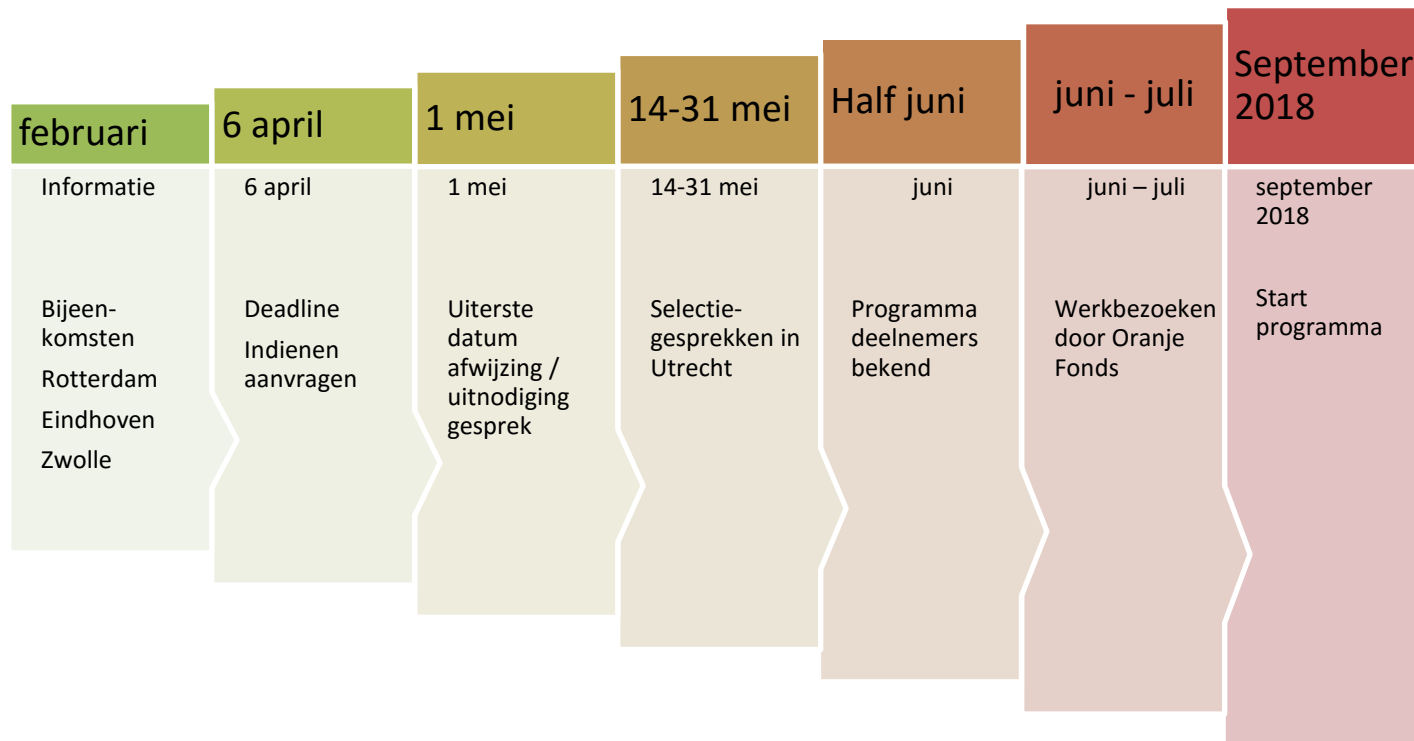 februari
Informatie
Bijeen-
komsten
Rotterdam
Eindhoven
Zwolle
6 april
6 april
Deadline
Indienen
aanvragen
1 mei
1 mei
Uiterste
datum
afwijzing /
uitnodiging
gesprek
14-31 mei
14-31 mei
Selectie-
gesprekken in
Utrecht
Half juni
juni
Programma
deelnemers
bekend
juni - juli
juni – juli
Werkbezoeken
door Oranje
Fonds
September
2018
september
2018
Start
programma